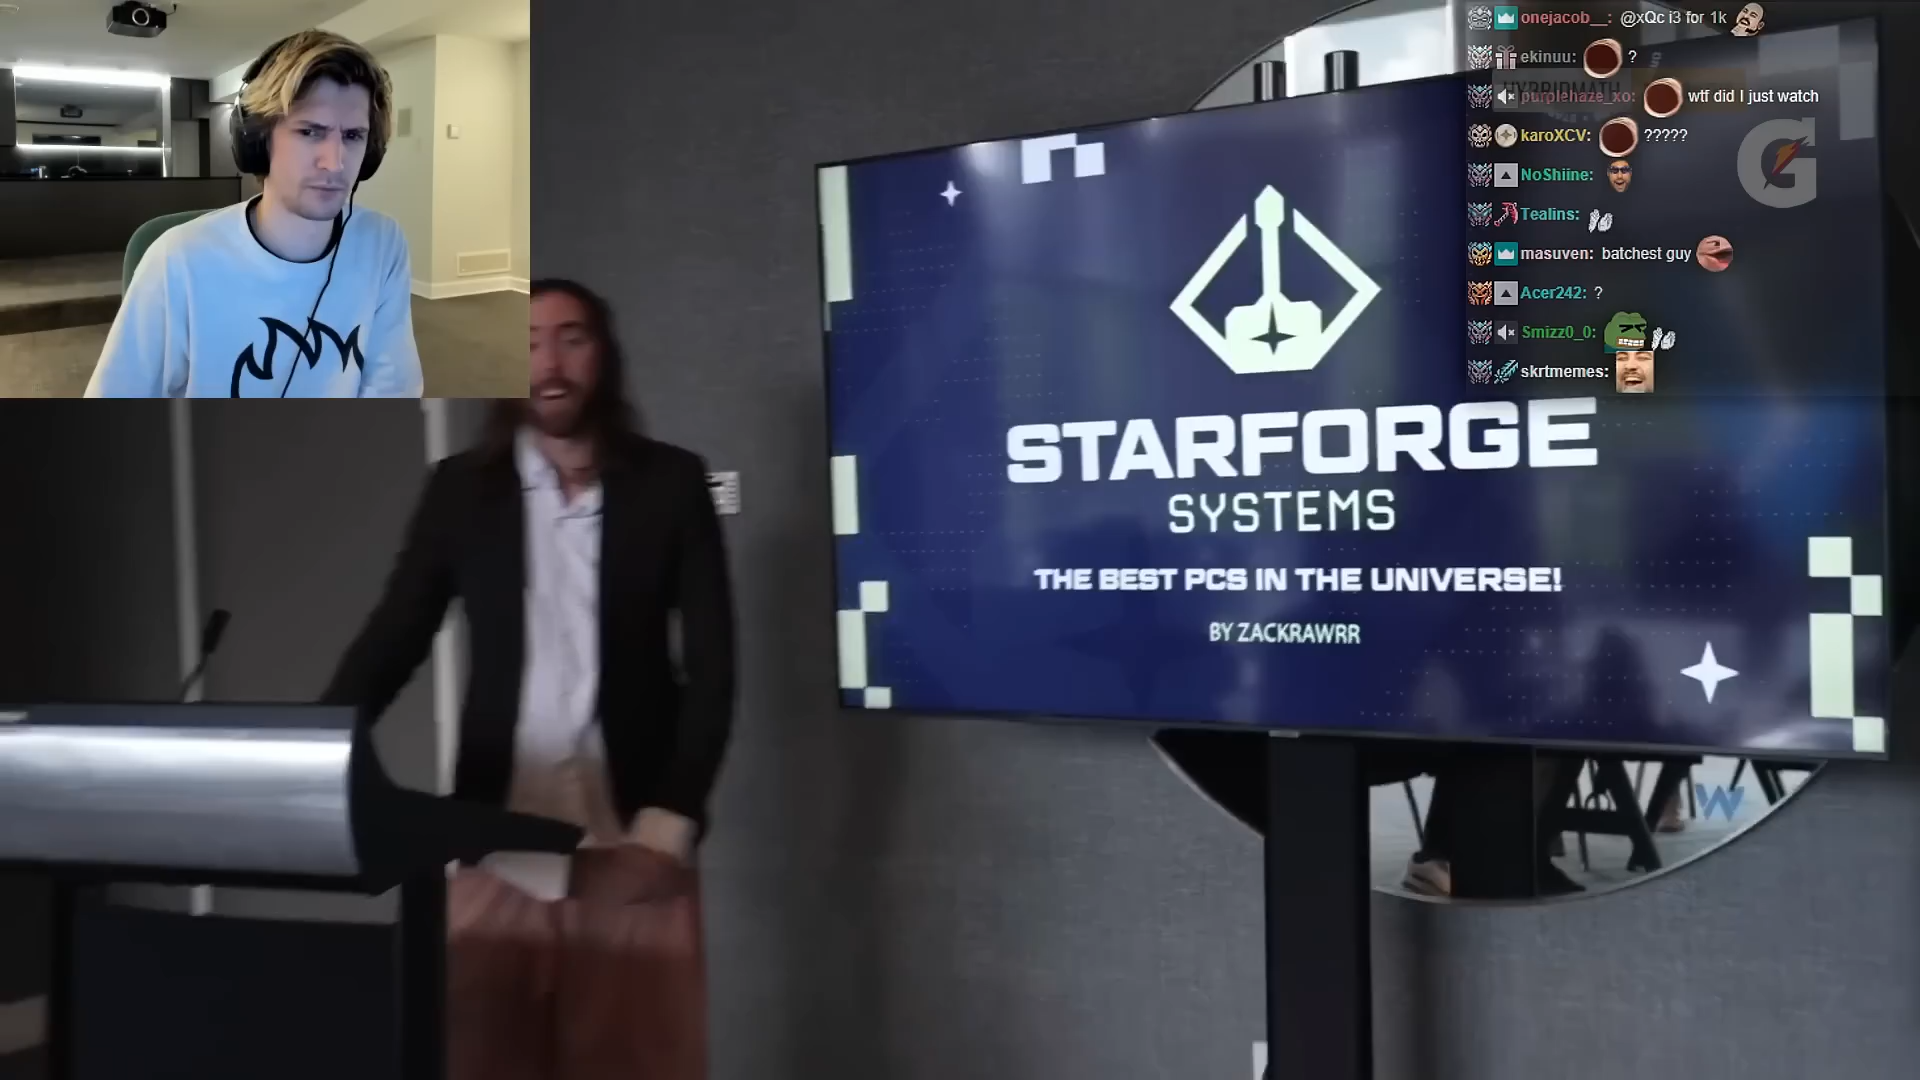 onejacob__: @xQc i3 for 1k
ekinuu: ?
HYBRIDMATH
purplehaze_xo: wtf did I just watch
karoXCV: ?????
NoShiine:
Tealins:
masuven: batchest guy
Acer242: ?
Smizz0_0:
skrtmemes:
G
STARFORGE
SYSTEMS
THE BEST PCS IN THE UNIVERSE!
BY ZACKRAWRR
W